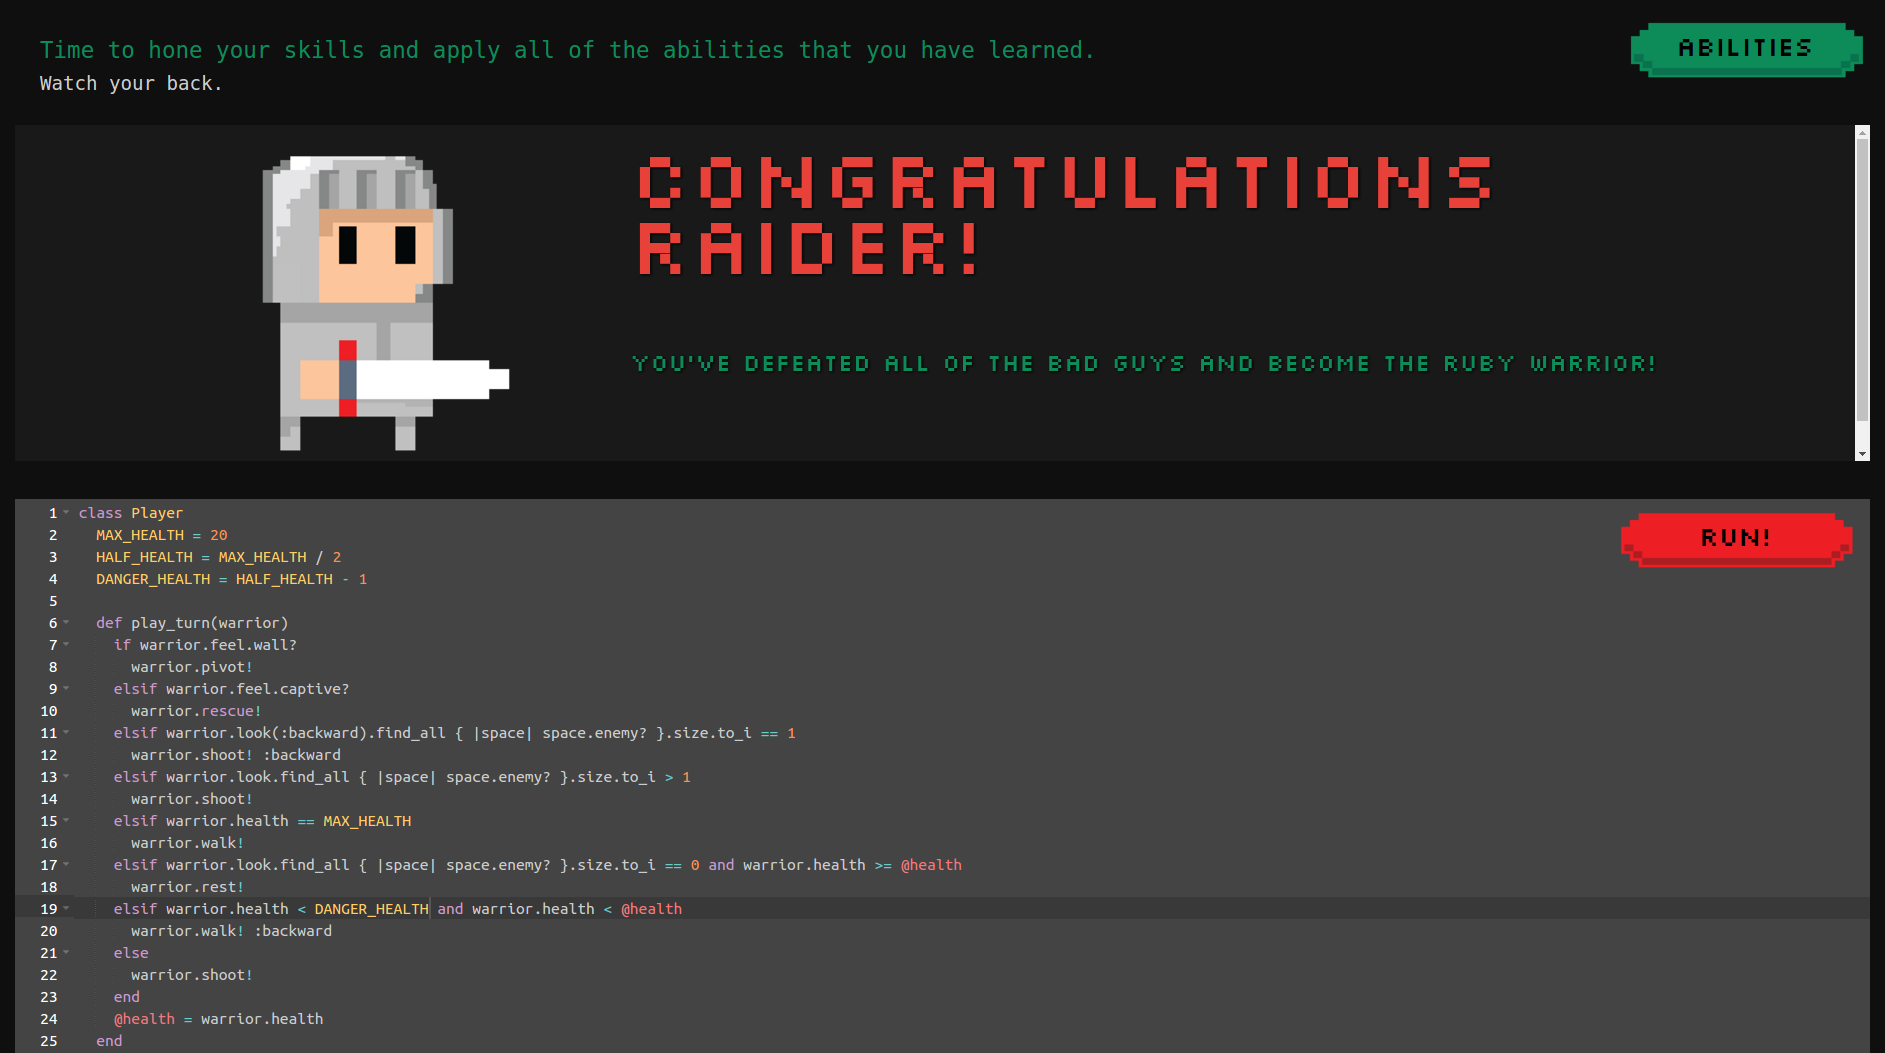 Time to hone your skills and apply all of the abilities that you have learned.
Watch your back.
ABILITIES
CONGRATULATIONS
RAIDER!
YOU'VE DEFEATED ALL OF THE BAD GUYS AND BECOME THE RUBY WARRIOR!
RUN!
1 class Player
2   MAX_HEALTH = 20
3   HALF_HEALTH = MAX_HEALTH / 2
4   DANGER_HEALTH = HALF_HEALTH - 1
5
6   def play_turn(warrior)
7     if warrior.feel.wall?
8       warrior.pivot!
9     elsif warrior.feel.captive?
10       warrior.rescue!
11     elsif warrior.look(:backward).find_all { |space| space.enemy? }.size.to_i == 1
12       warrior.shoot! :backward
13     elsif warrior.look.find_all { |space| space.enemy? }.size.to_i > 1
14       warrior.shoot!
15     elsif warrior.health == MAX_HEALTH
16       warrior.walk!
17     elsif warrior.look.find_all { |space| space.enemy? }.size.to_i == 0 and warrior.health >= @health
18       warrior.rest!
19     elsif warrior.health < DANGER_HEALTH and warrior.health < @health
20       warrior.walk! :backward
21     else
22       warrior.shoot!
23     end
24     @health = warrior.health
25   end